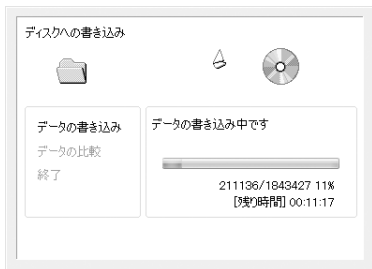 ディスクへの書き込み
データの書き込み
データの比較
終了
データの書き込み中です
211136/1843427 11%
[残り時間] 00:11:17